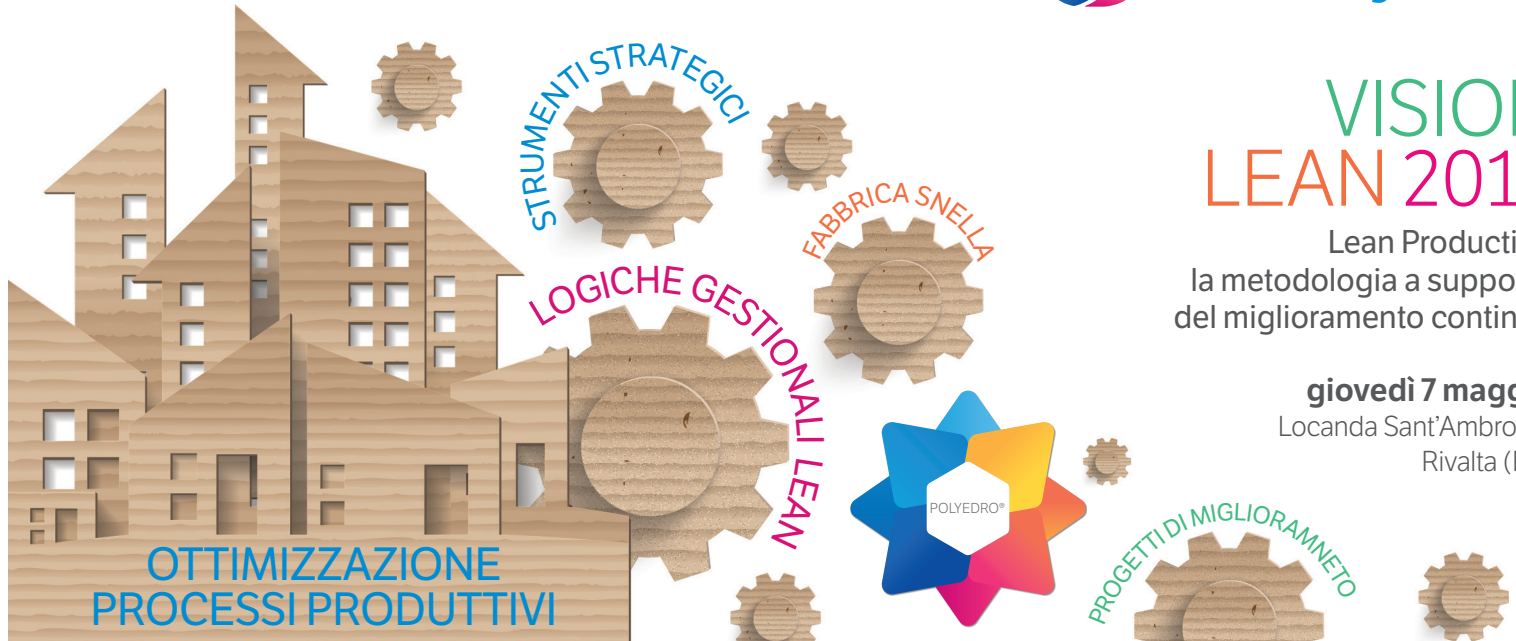 STRUMENTI STRATEGICI
FABBRICA SNELLA
LOGICHE GESTIONALI LEAN
OTTIMIZZAZIONE
PROCESSI PRODUTTIVI
POLYEDRO®
PROGETTI DI MIGLIORAMNETO
VISION
LEAN 201
Lean Producti
la metodologia a suppo
del miglioramento contin
giovedì 7 magg
Locanda Sant'Ambro
Rivalta (